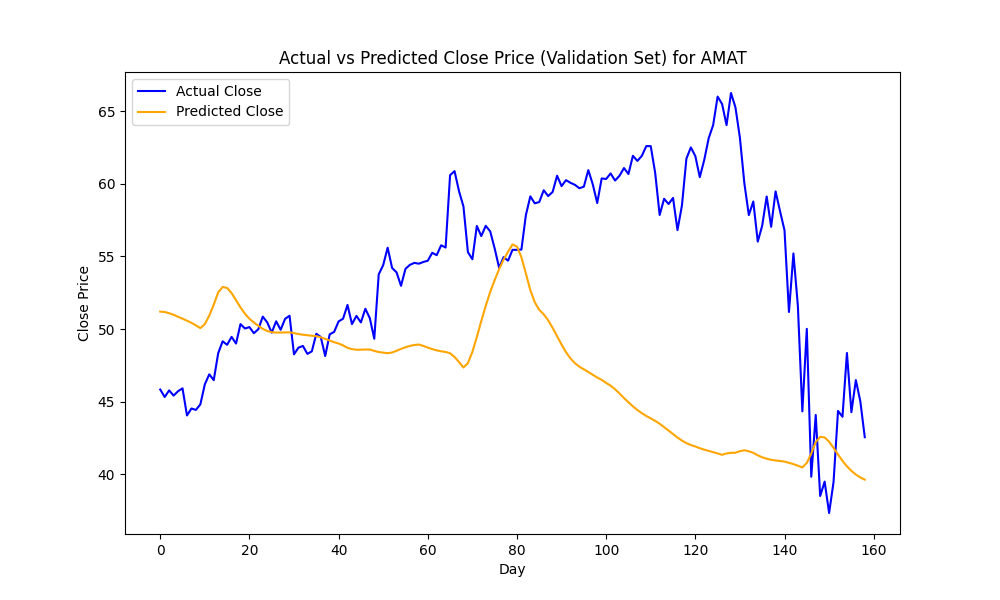 Actual vs Predicted Close Price (Validation Set) for AMAT
Actual Close
Predicted Close
Close Price
65
60
55
50
45
40
0 20 40 60 80 100 120 140 160
Day